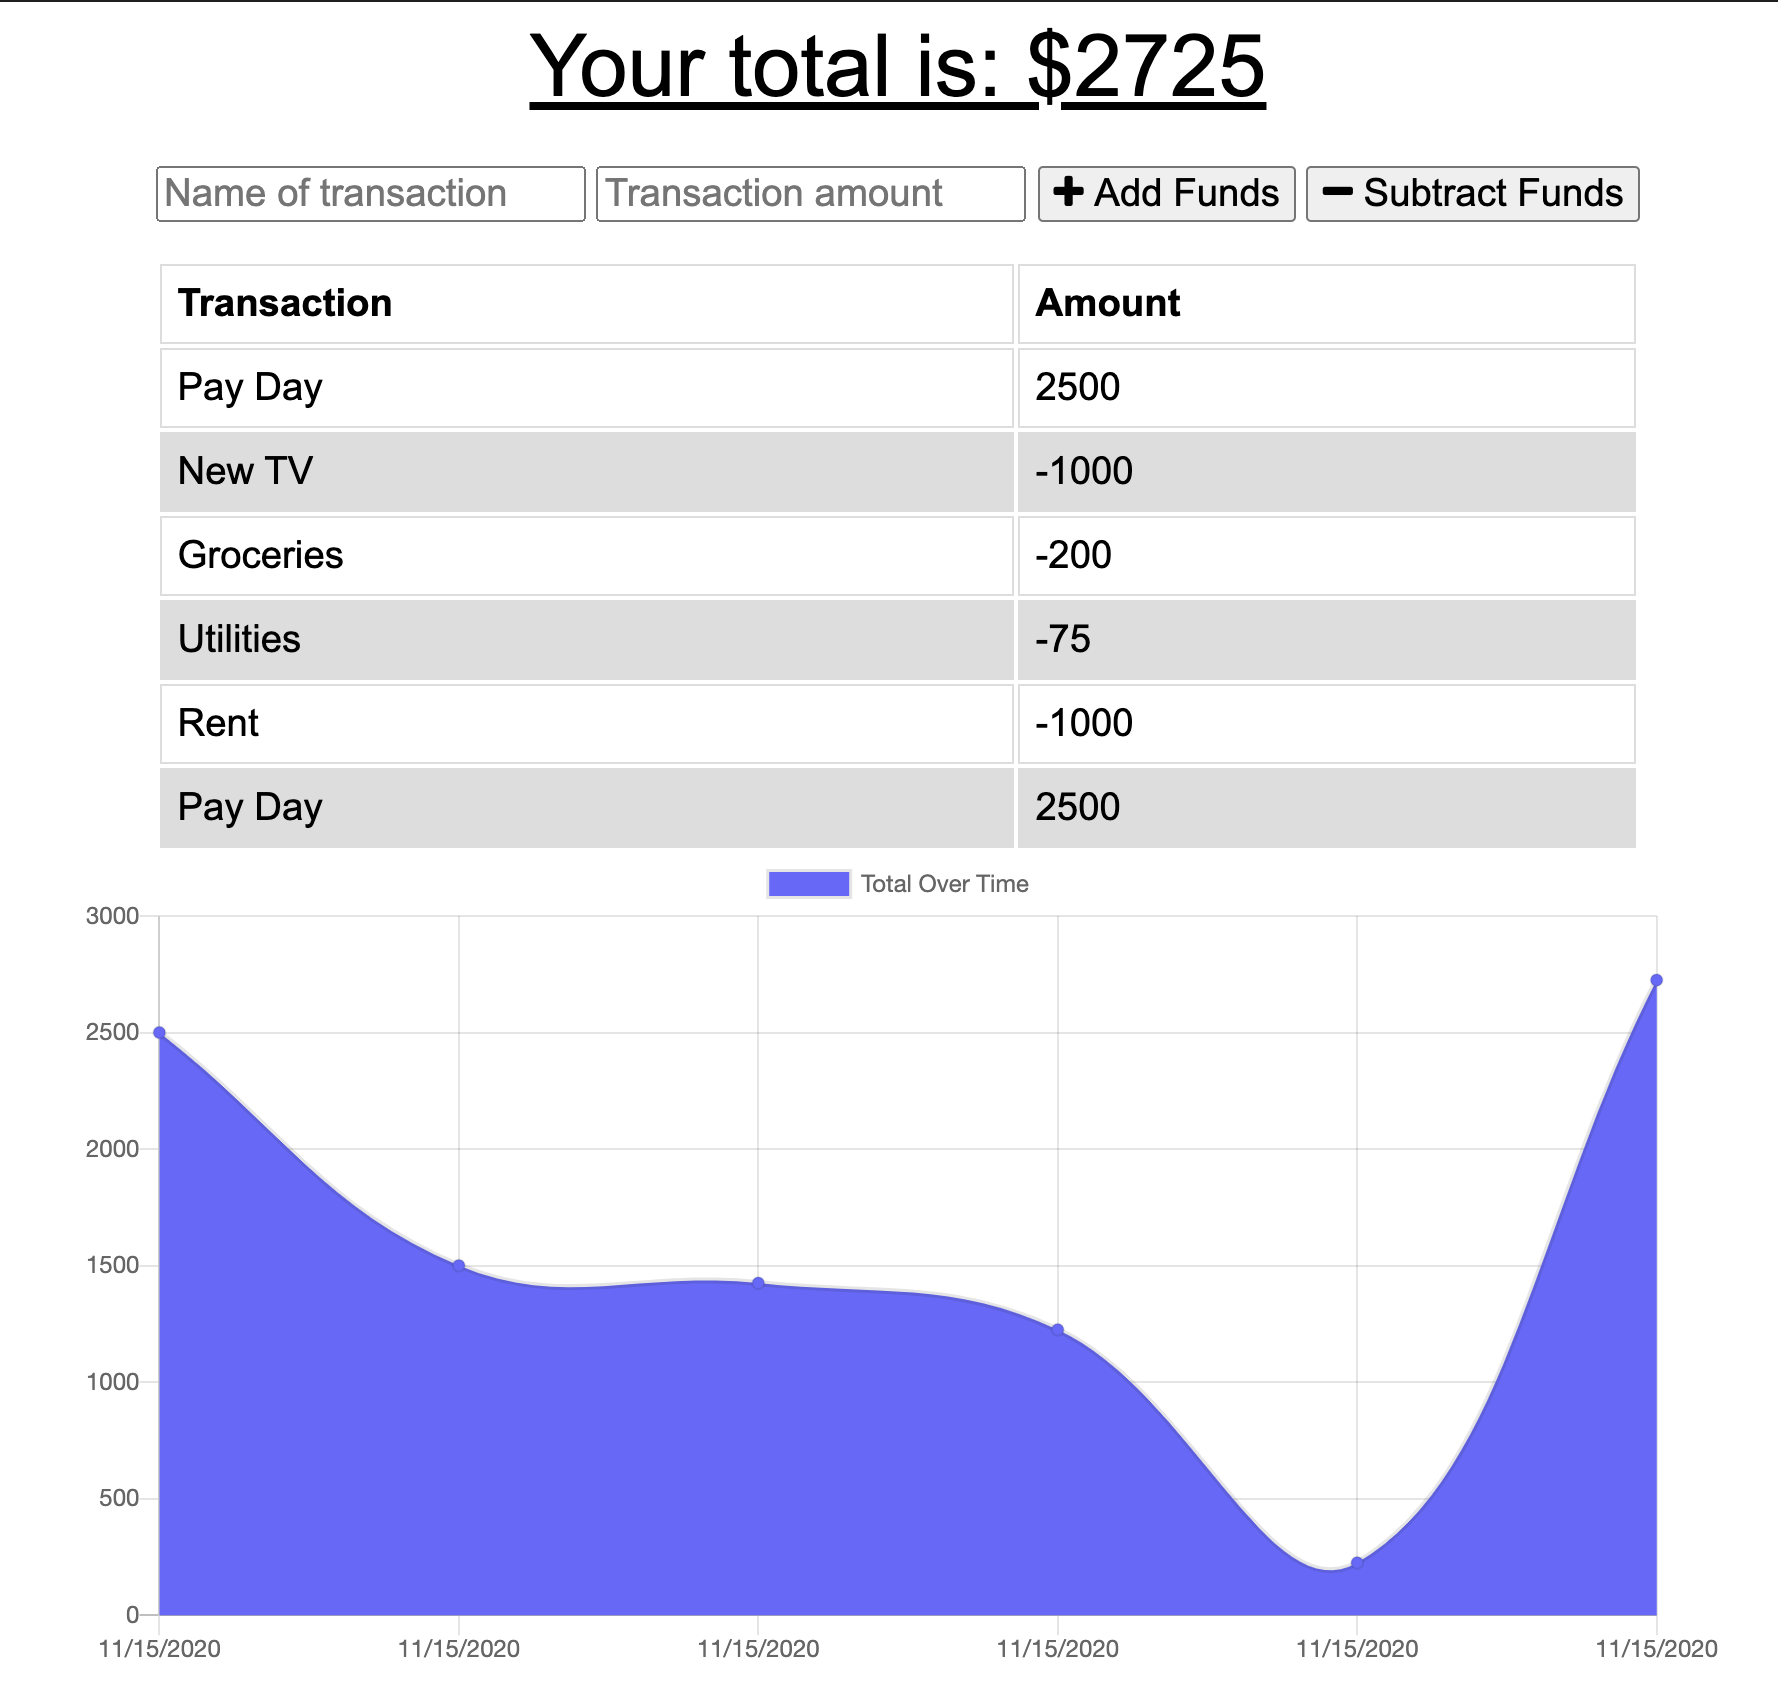 Your total is: $2725
Name of transaction Transaction amount + Add Funds − Subtract Funds
Transaction Amount
Pay Day 2500
New TV -1000
Groceries -200
Utilities -75
Rent -1000
Pay Day 2500
Total Over Time
3000
2500
2000
1500
1000
500
0
11/15/2020 11/15/2020 11/15/2020 11/15/2020 11/15/2020 11/15/2020